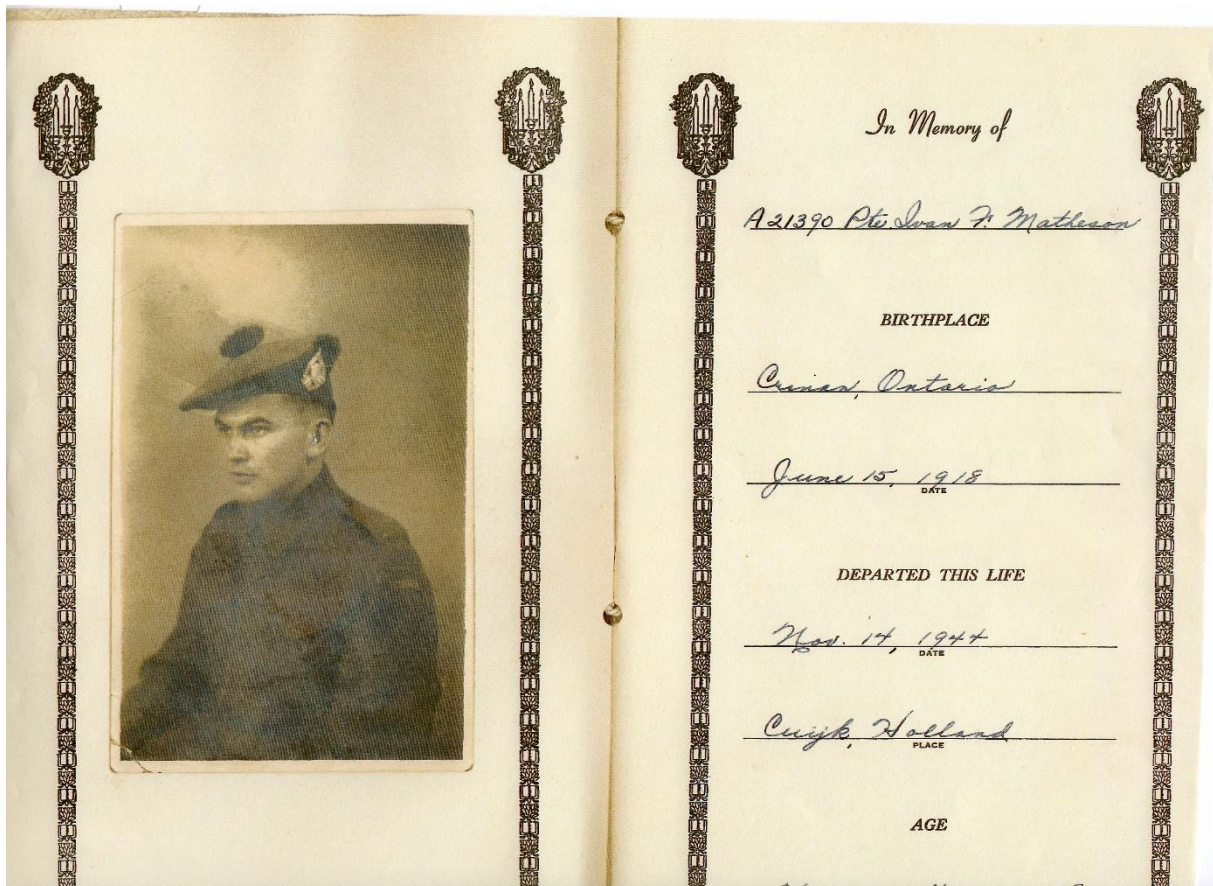 In Memory of
A21390 Pte. Ivan F. Matheson
BIRTHPLACE
Crinan, Ontario
June 15, 1918
DATE
DEPARTED THIS LIFE
Nov. 14, 1944
DATE
Cuijk, Holland
PLACE
AGE